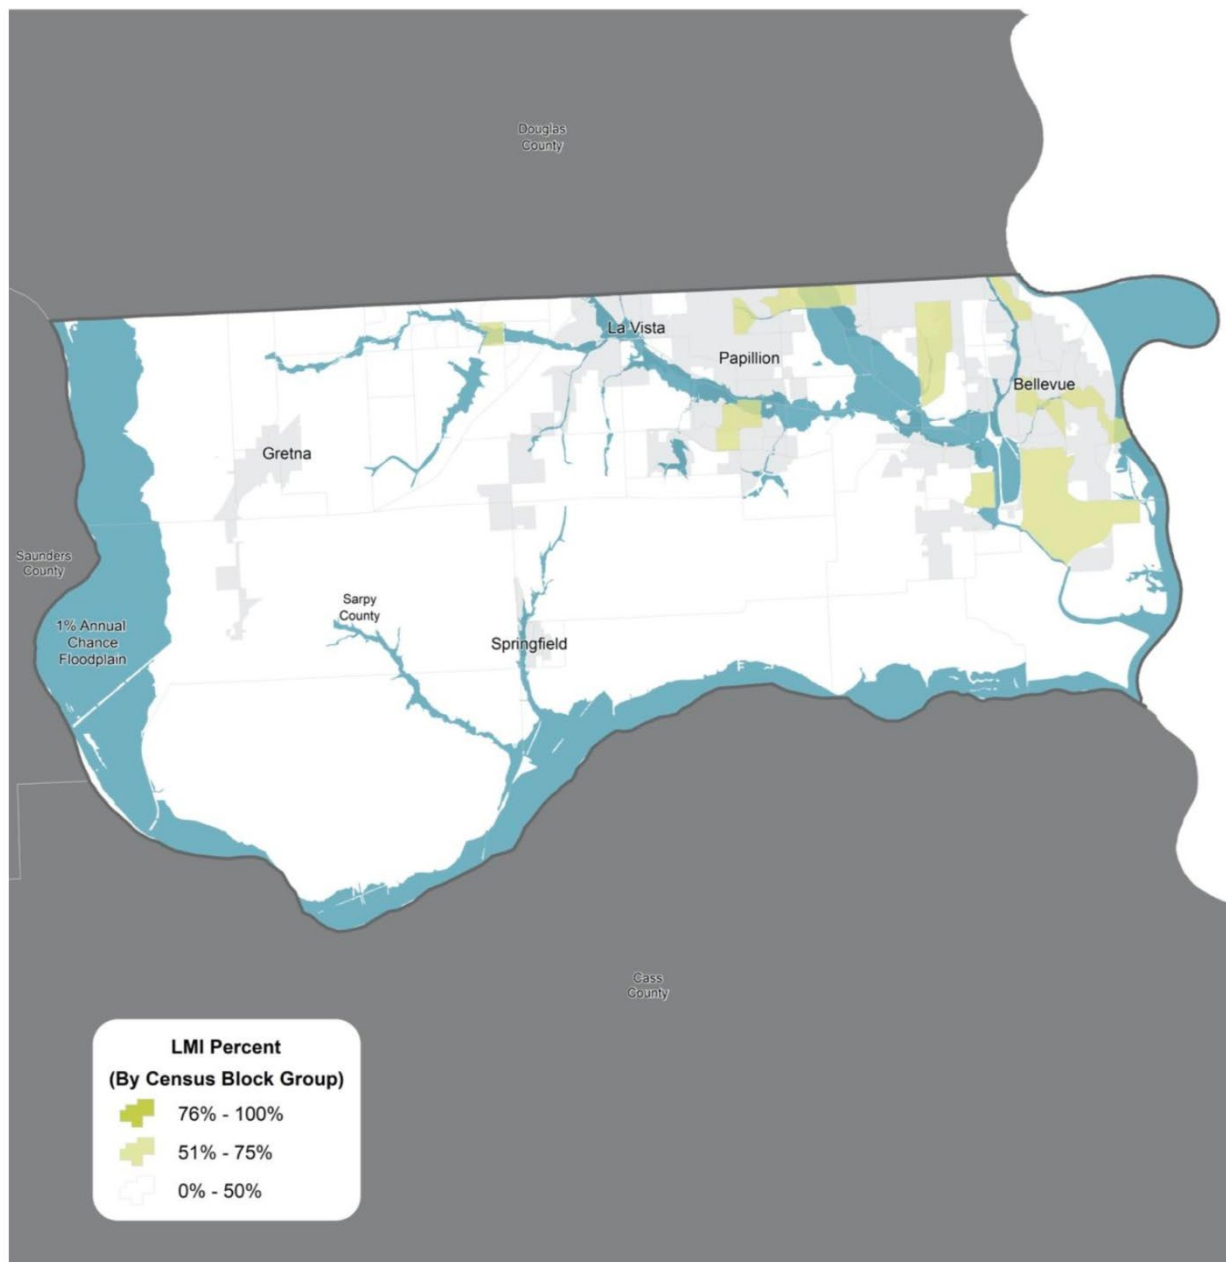 Douglas
County
La Vista
Papillion
Bellevue
Gretna
Saunders
County
Sarpy
County
1% Annual
Chance
Floodplain
Springfield
Cass
County
LMI Percent
(By Census Block Group)
76% - 100%
51% - 75%
0% - 50%